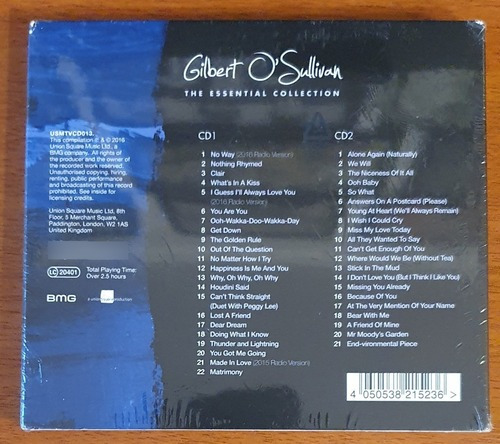 Gilbert O'Sullivan
THE ESSENTIAL COLLECTION
USMTVCD013.
This compilation ℗ & © 2016
Union Square Music Ltd., a
BMG company. All rights of
the producer and the owner of
the recorded work reserved.
Unauthorised copying, hiring,
renting, public performance
and broadcasting of this record
prohibited. See inside for
licensing credits.
Union Square Music Ltd, 8th
Floor, 5 Merchant Square,
Paddington, London, W2 1AS
United Kingdom
LC 20401
Total Playing Time:
Over 2.5 hours
BMG
CD1
1 No Way (2016 Radio Version)
2 Nothing Rhymed
3 Clair
4 What's In A Kiss
5 I Guess I'll Always Love You
(2016 Radio Version)
6 You Are You
7 Ooh-Wakka-Doo-Wakka-Day
8 Get Down
9 The Golden Rule
10 Out Of The Question
11 No Matter How I Try
12 Happiness Is Me And You
13 Why, Oh Why, Oh Why
14 Houdini Said
15 Can't Think Straight
(Duet With Peggy Lee)
16 Lost A Friend
17 Dear Dream
18 Doing What I Know
19 Thunder and Lightning
20 You Got Me Going
21 Made In Love (2015 Radio Version)
22 Matrimony
CD2
1 Alone Again (Naturally)
2 We Will
3 The Niceness Of It All
4 Ooh Baby
5 So What
6 Answers On A Postcard (Please)
7 Young At Heart (We'll Always Remain)
8 I Wish I Could Cry
9 Miss My Love Today
10 All They Wanted To Say
11 Can't Get Enough Of You
12 Where Would We Be (Without Tea)
13 Stick In The Mud
14 I Don't Love You (But I Think I Like You)
15 Missing You Already
16 Because Of You
17 At The Very Mention Of Your Name
18 Bear With Me
19 A Friend Of Mine
20 Mr Moody's Garden
21 End-vironmental Piece
4 050538 215236 >